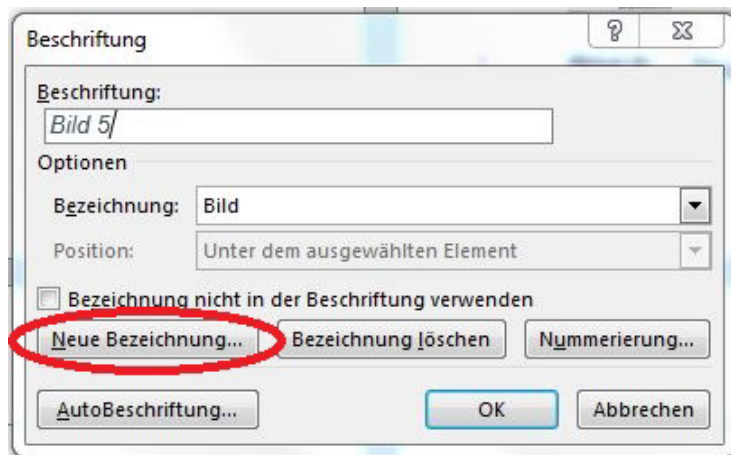 Beschriftung
Beschriftung:
Bild 5
Optionen
Bezeichnung: Bild
Position: Unter dem ausgewählten Element
Bezeichnung nicht in der Beschriftung verwenden
Neue Bezeichnung... Bezeichnung löschen Nummerierung...
AutoBeschriftung... OK Abbrechen